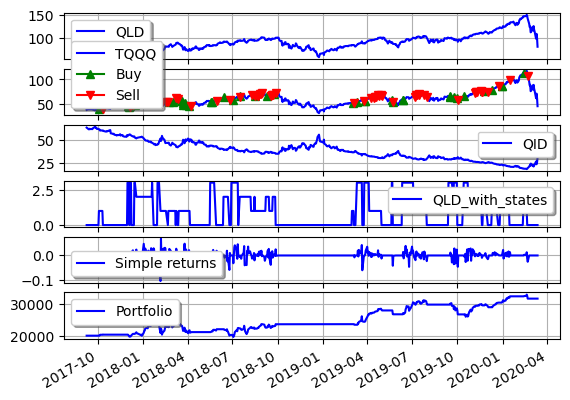 150
100
QLD
TQQQ
Buy
Sell
100
50
50
25
QID
2.5
0.0
QLD_with_states
0.0
−0.1
Simple returns
30000
20000
Portfolio
2017-10
2018-01
2018-04
2018-07
2018-10
2019-01
2019-04
2019-07
2019-10
2020-01
2020-04